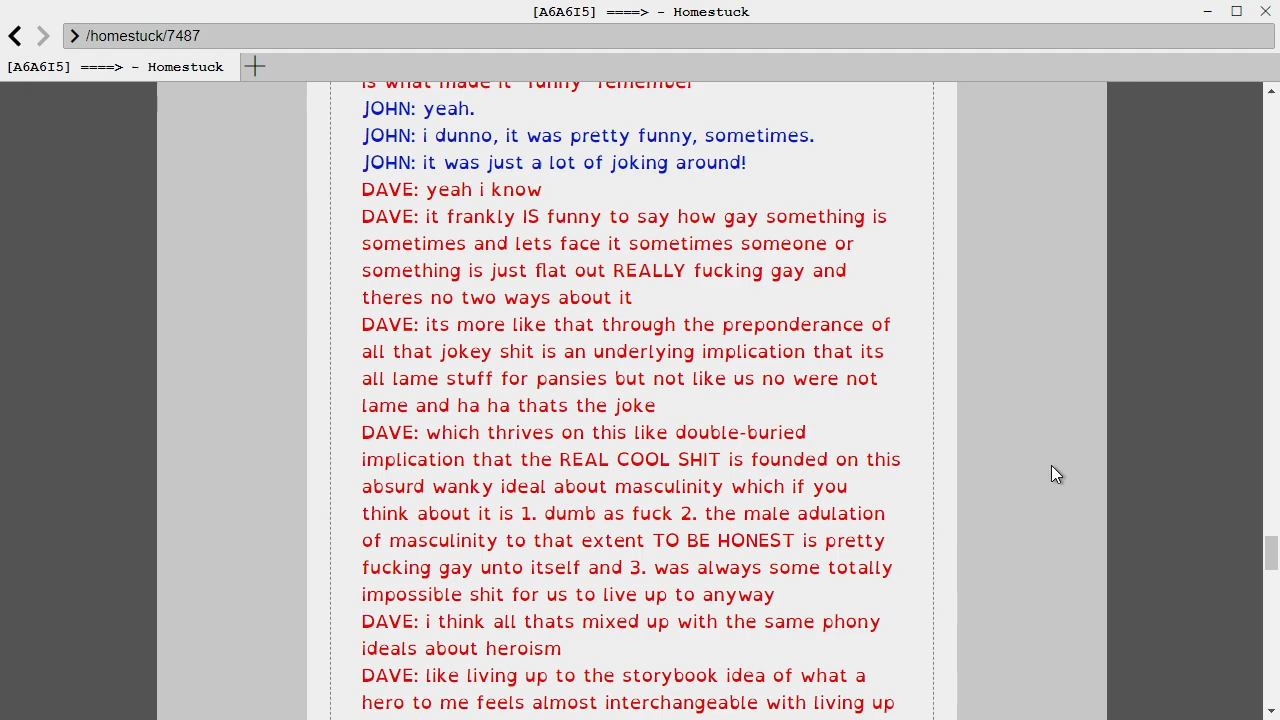 [A6A6I5] ====> - Homestuck
/homestuck/7487
[A6A6I5] ====> - Homestuck
is what made it "funny" remember
JOHN: yeah.
JOHN: i dunno, it was pretty funny, sometimes.
JOHN: it was just a lot of joking around!
DAVE: yeah i know
DAVE: it frankly IS funny to say how gay something is
sometimes and lets face it sometimes someone or
something is just flat out REALLY fucking gay and
theres no two ways about it
DAVE: its more like that through the preponderance of
all that jokey shit is an underlying implication that its
all lame stuff for pansies but not like us no were not
lame and ha ha thats the joke
DAVE: which thrives on this like double-buried
implication that the REAL COOL SHIT is founded on this
absurd wanky ideal about masculinity which if you
think about it is 1. dumb as fuck 2. the male adulation
of masculinity to that extent TO BE HONEST is pretty
fucking gay unto itself and 3. was always some totally
impossible shit for us to live up to anyway
DAVE: i think all thats mixed up with the same phony
ideals about heroism
DAVE: like living up to the storybook idea of what a
hero to me feels almost interchangeable with living up